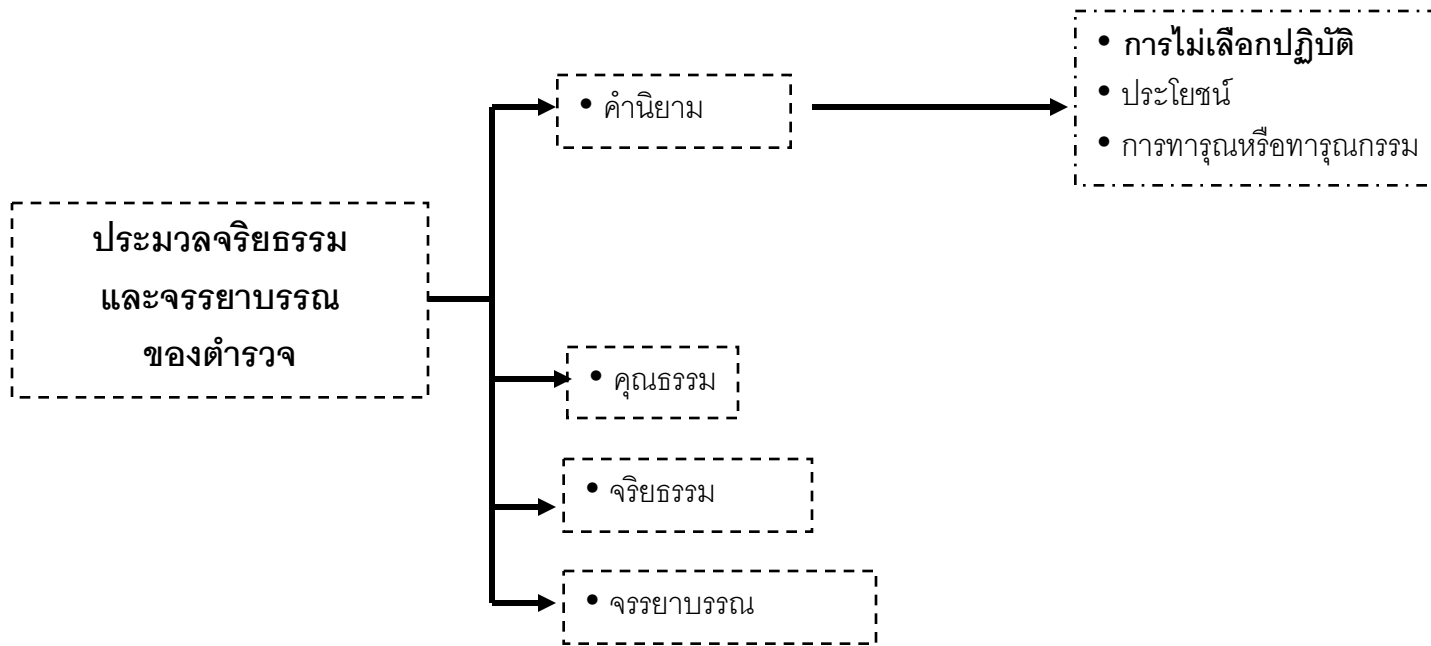 ประมวลจริยธรรม
และจรรยาบรรณ
ของตำรวจ
• คำนิยาม
• การไม่เลือกปฏิบัติ
• ประโยชน์
• การทารุณหรือทารุณกรรม
• คุณธรรม
• จริยธรรม
• จรรยาบรรณ